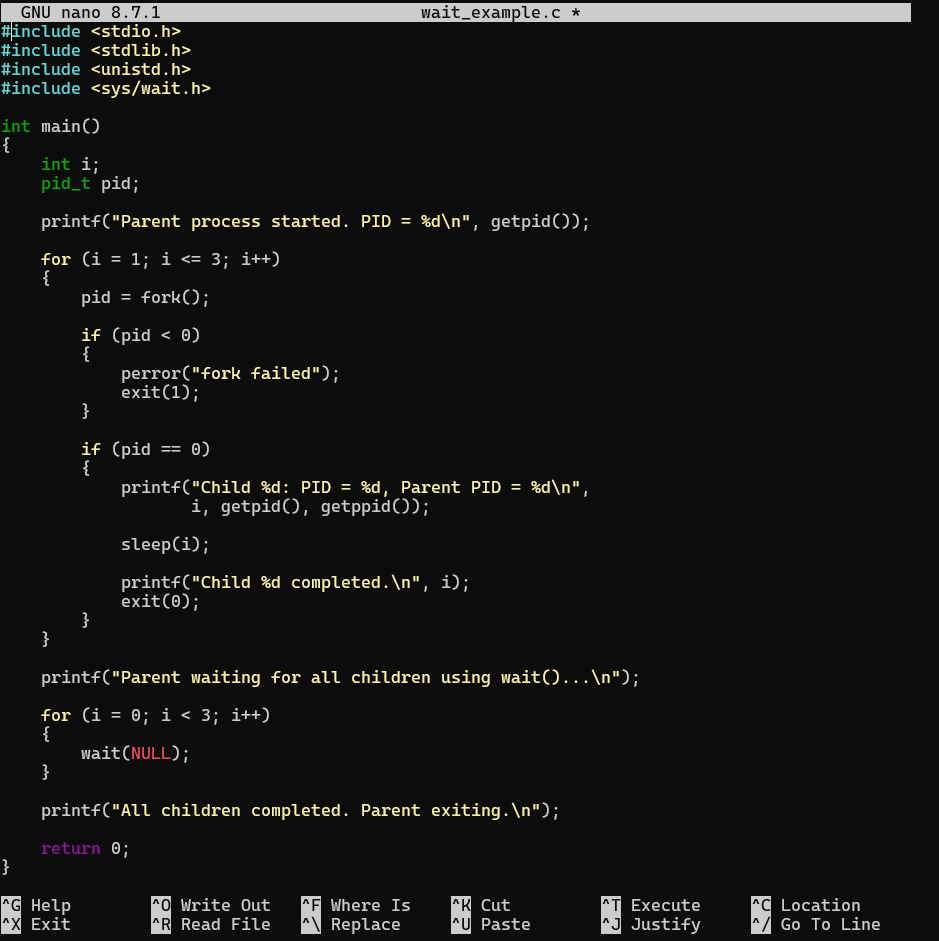 GNU nano 8.7.1 wait_example.c *
#include <stdio.h>
#include <stdlib.h>
#include <unistd.h>
#include <sys/wait.h>

int main()
{
    int i;
    pid_t pid;

    printf("Parent process started. PID = %d\n", getpid());

    for (i = 1; i <= 3; i++)
    {
        pid = fork();

        if (pid < 0)
        {
            perror("fork failed");
            exit(1);
        }

        if (pid == 0)
        {
            printf("Child %d: PID = %d, Parent PID = %d\n",
                   i, getpid(), getppid());

            sleep(i);

            printf("Child %d completed.\n", i);
            exit(0);
        }
    }

    printf("Parent waiting for all children using wait()...\n");

    for (i = 0; i < 3; i++)
    {
        wait(NULL);
    }

    printf("All children completed. Parent exiting.\n");

    return 0;
}

^G Help ^O Write Out ^F Where Is ^K Cut ^T Execute ^C Location
^X Exit ^R Read File ^\ Replace ^U Paste ^J Justify ^/ Go To Line